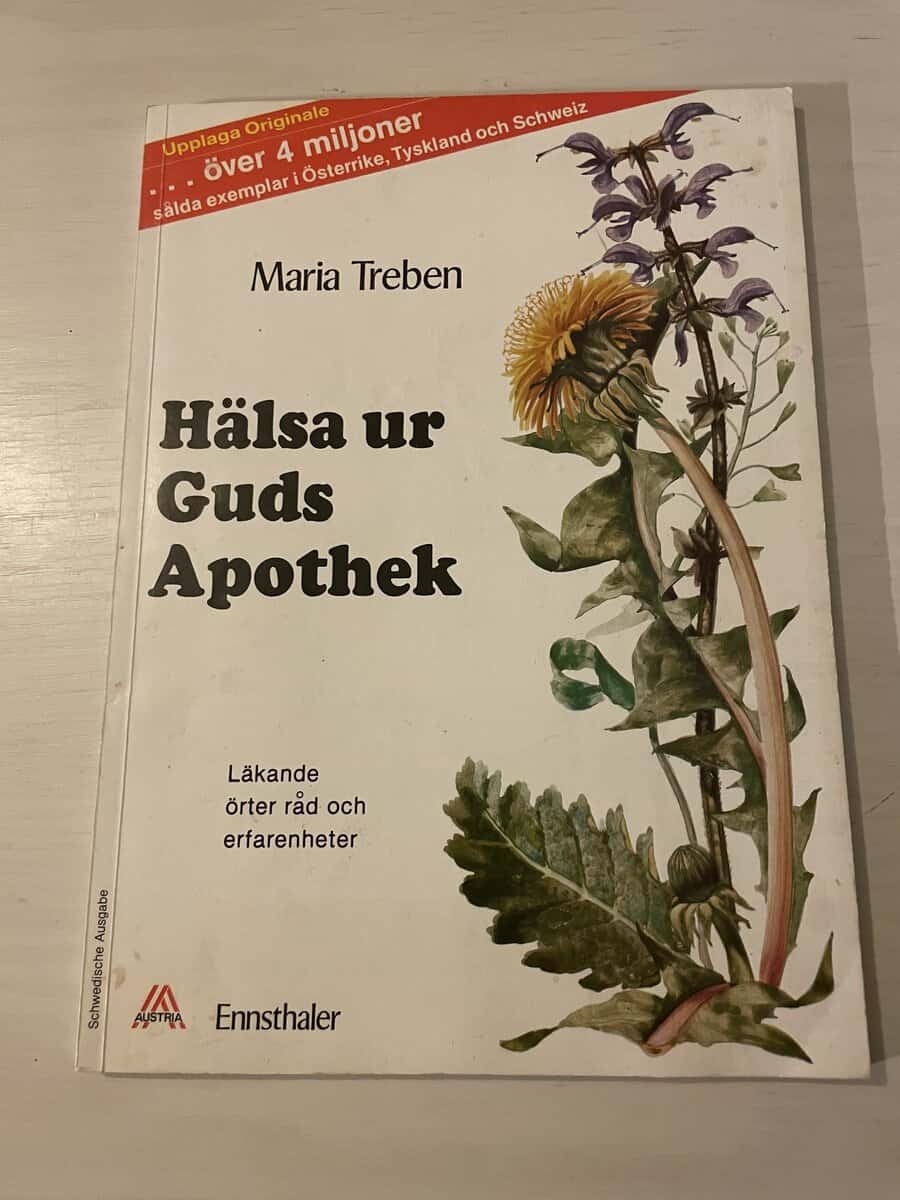 Upplaga Originale
. . . över 4 miljoner
sålda exemplar i Österrike, Tyskland och Schweiz
Maria Treben
Hälsa ur
Guds
Apothek
Läkande
örter råd och
erfarenheter
Schwedische Ausgabe
AUSTRIA
Ennsthaler